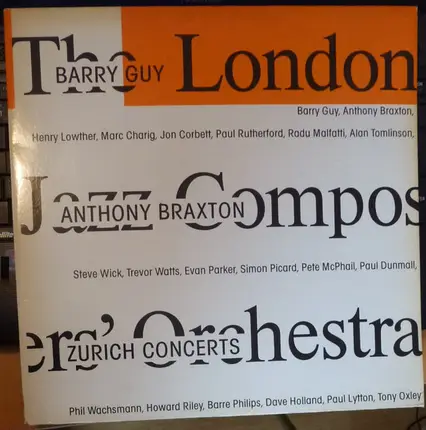 The London
BARRY GUY
Barry Guy, Anthony Braxton,
Henry Lowther, Marc Charig, Jon Corbett, Paul Rutherford, Radu Malfatti, Alan Tomlinson,
Jazz Compos
ANTHONY BRAXTON
Steve Wick, Trevor Watts, Evan Parker, Simon Picard, Pete McPhail, Paul Dunmall,
ers' Orchestra
ZURICH CONCERTS
Phil Wachsmann, Howard Riley, Barre Philips, Dave Holland, Paul Lytton, Tony Oxley